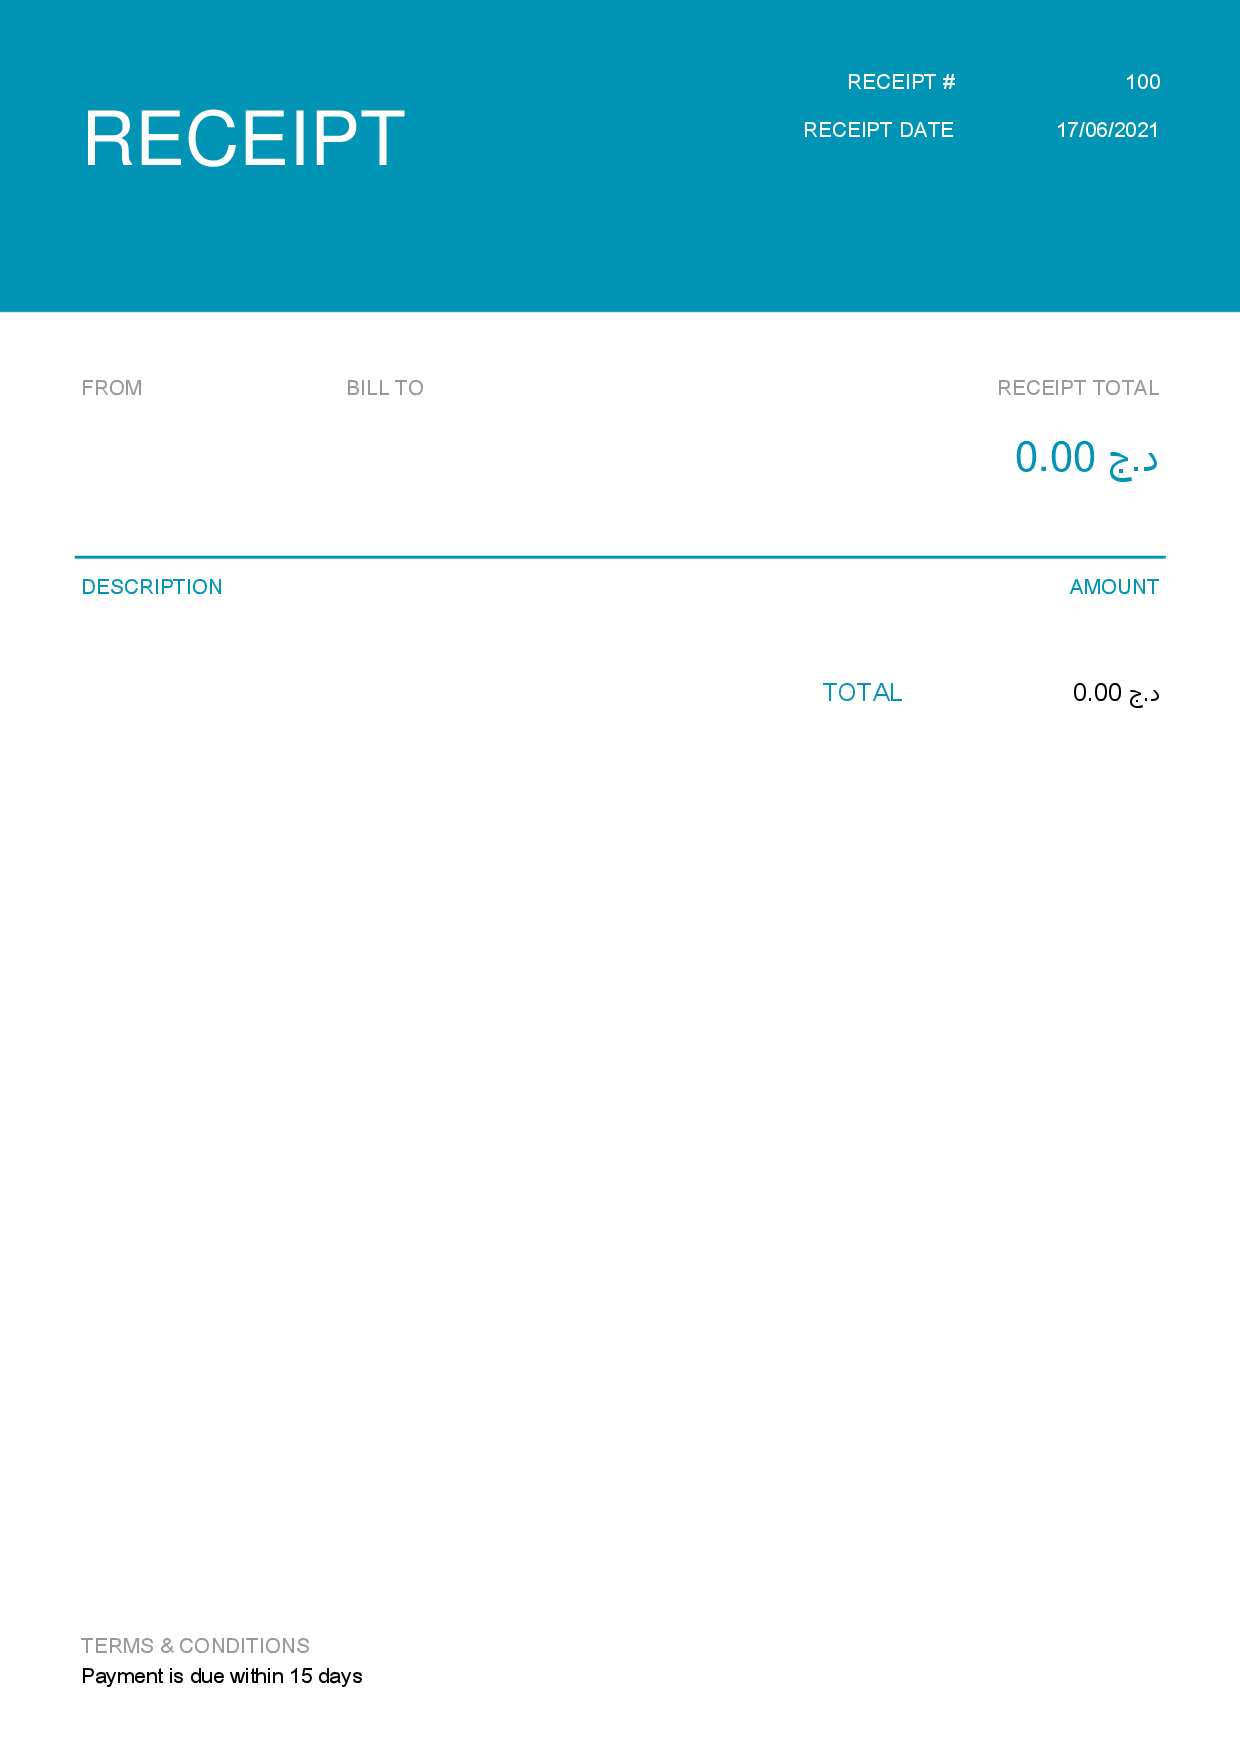 RECEIPT
RECEIPT # 100
RECEIPT DATE 17/06/2021
FROM BILL TO RECEIPT TOTAL
0.00 د.ج
DESCRIPTION AMOUNT
TOTAL 0.00 د.ج
TERMS & CONDITIONS
Payment is due within 15 days